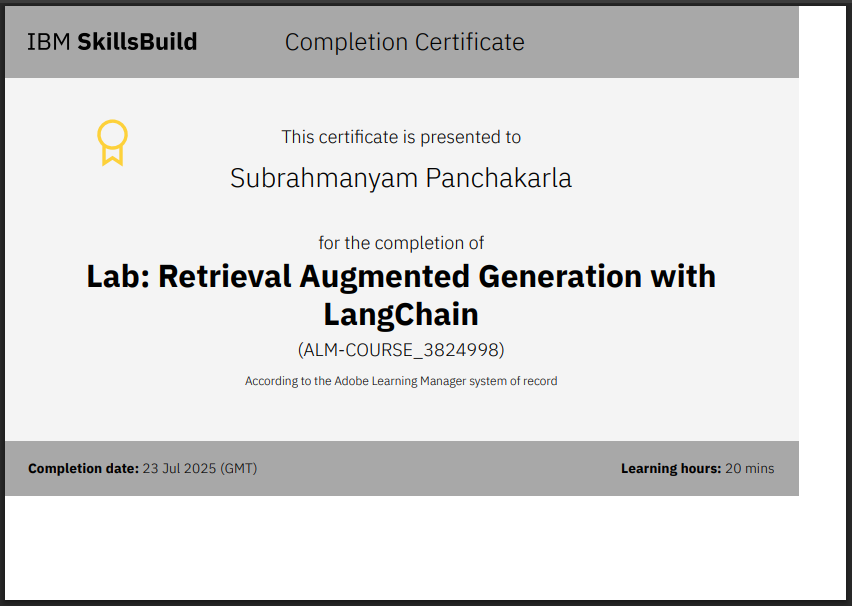 IBM SkillsBuild
Completion Certificate
This certificate is presented to
Subrahmanyam Panchakarla
for the completion of
Lab: Retrieval Augmented Generation with
LangChain
(ALM-COURSE_3824998)
According to the Adobe Learning Manager system of record
Completion date: 23 Jul 2025 (GMT)
Learning hours: 20 mins